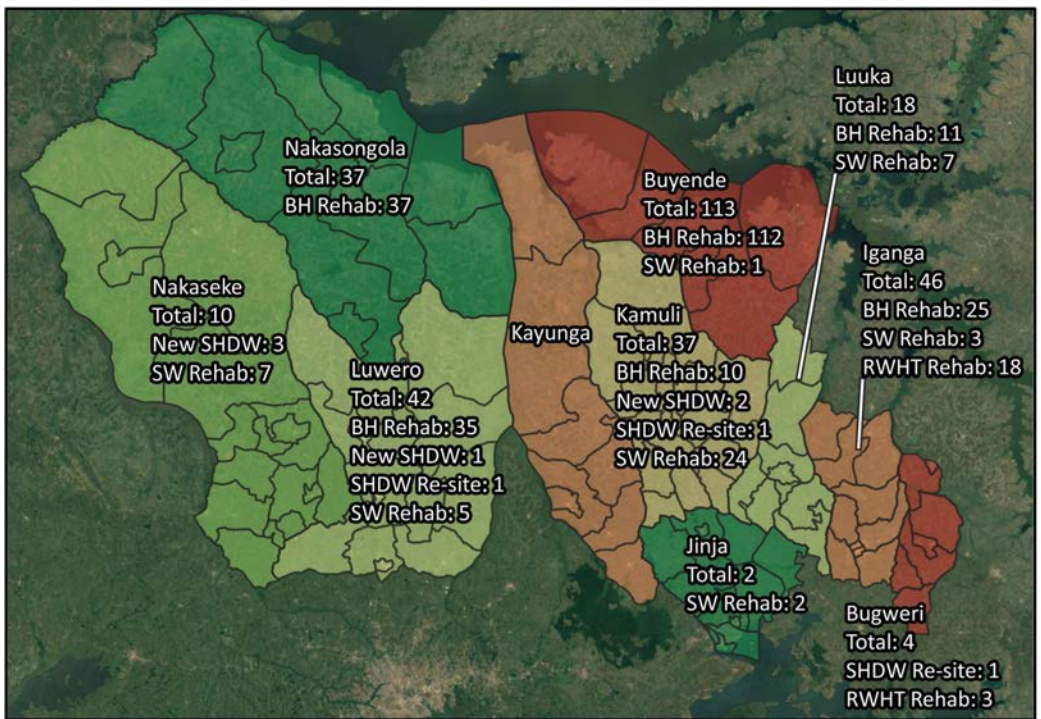 Luuka
Total: 18
BH Rehab: 11
SW Rehab: 7
Nakasongola
Total: 37
BH Rehab: 37
Buyende
Total: 113
BH Rehab: 112
SW Rehab: 1
Iganga
Total: 46
BH Rehab: 25
SW Rehab: 3
RWHT Rehab: 18
Nakaseke
Total: 10
New SHDW: 3
SW Rehab: 7
Kayunga
Kamuli
Total: 37
BH Rehab: 10
New SHDW: 2
SHDW Re-site: 1
SW Rehab: 24
Luwero
Total: 42
BH Rehab: 35
New SHDW: 1
SHDW Re-site: 1
SW Rehab: 5
Jinja
Total: 2
SW Rehab: 2
Bugweri
Total: 4
SHDW Re-site: 1
RWHT Rehab: 3